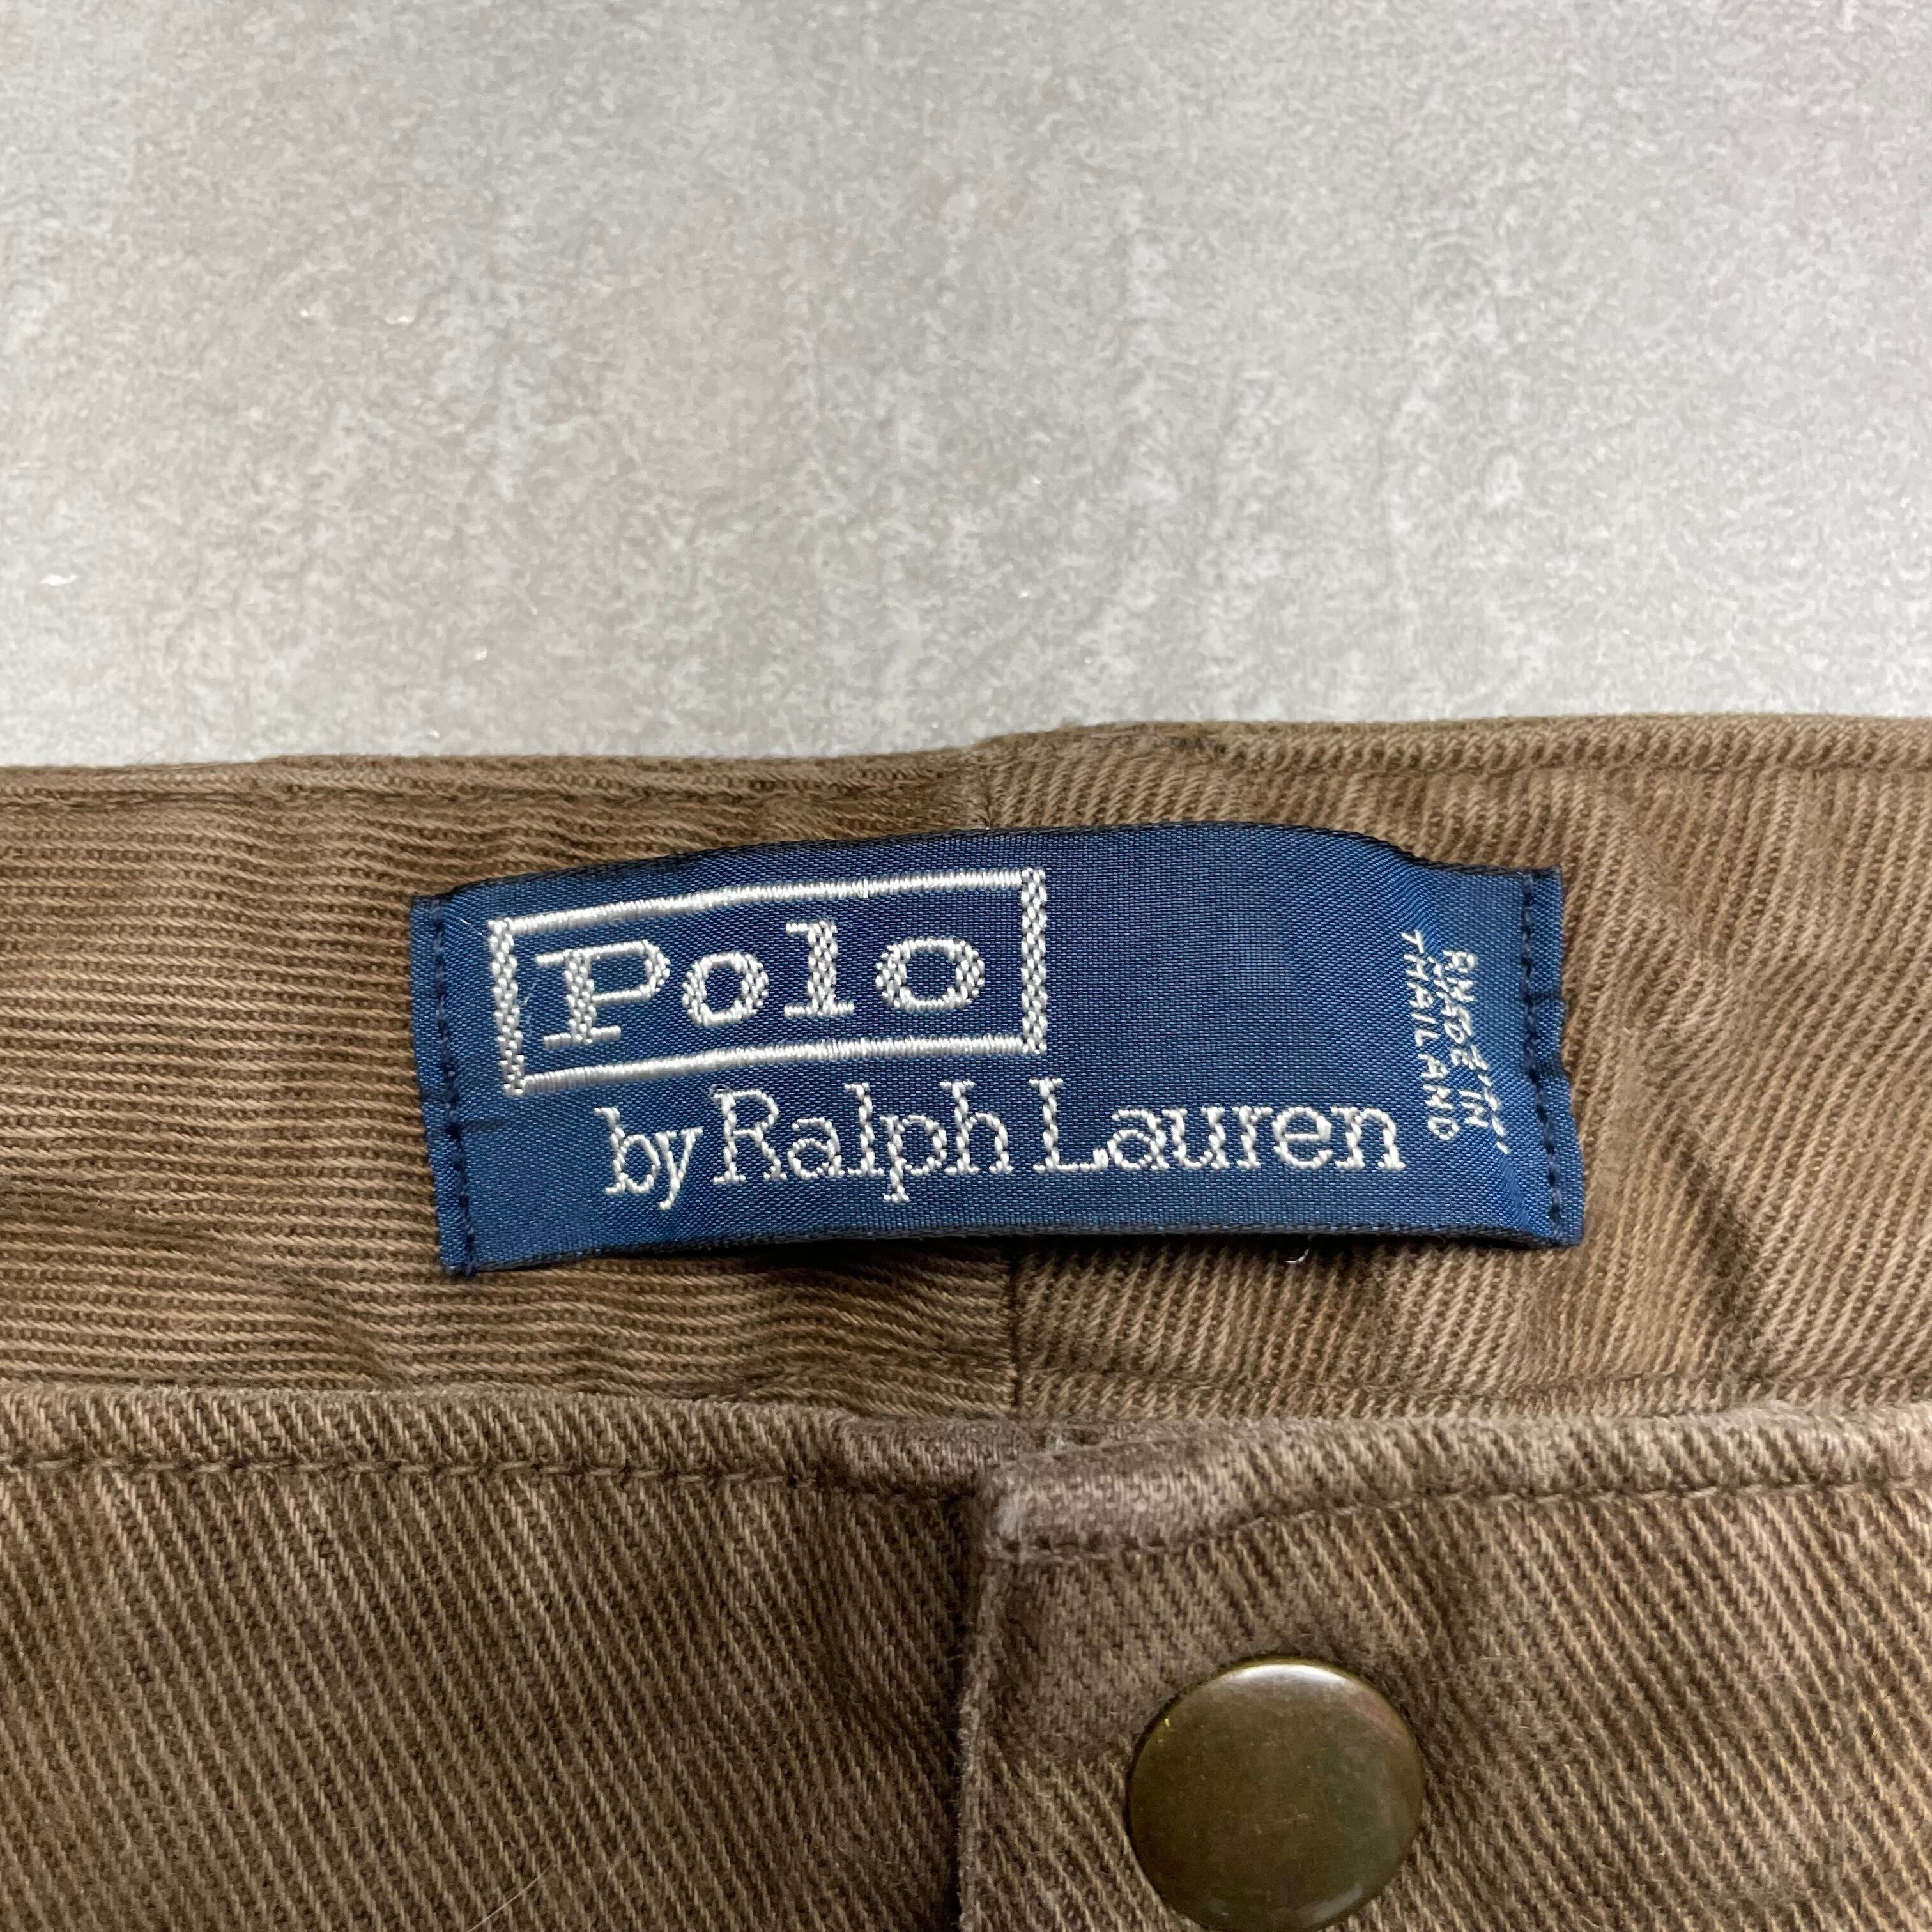 Polo
by Ralph Lauren
MADE IN
THAILAND